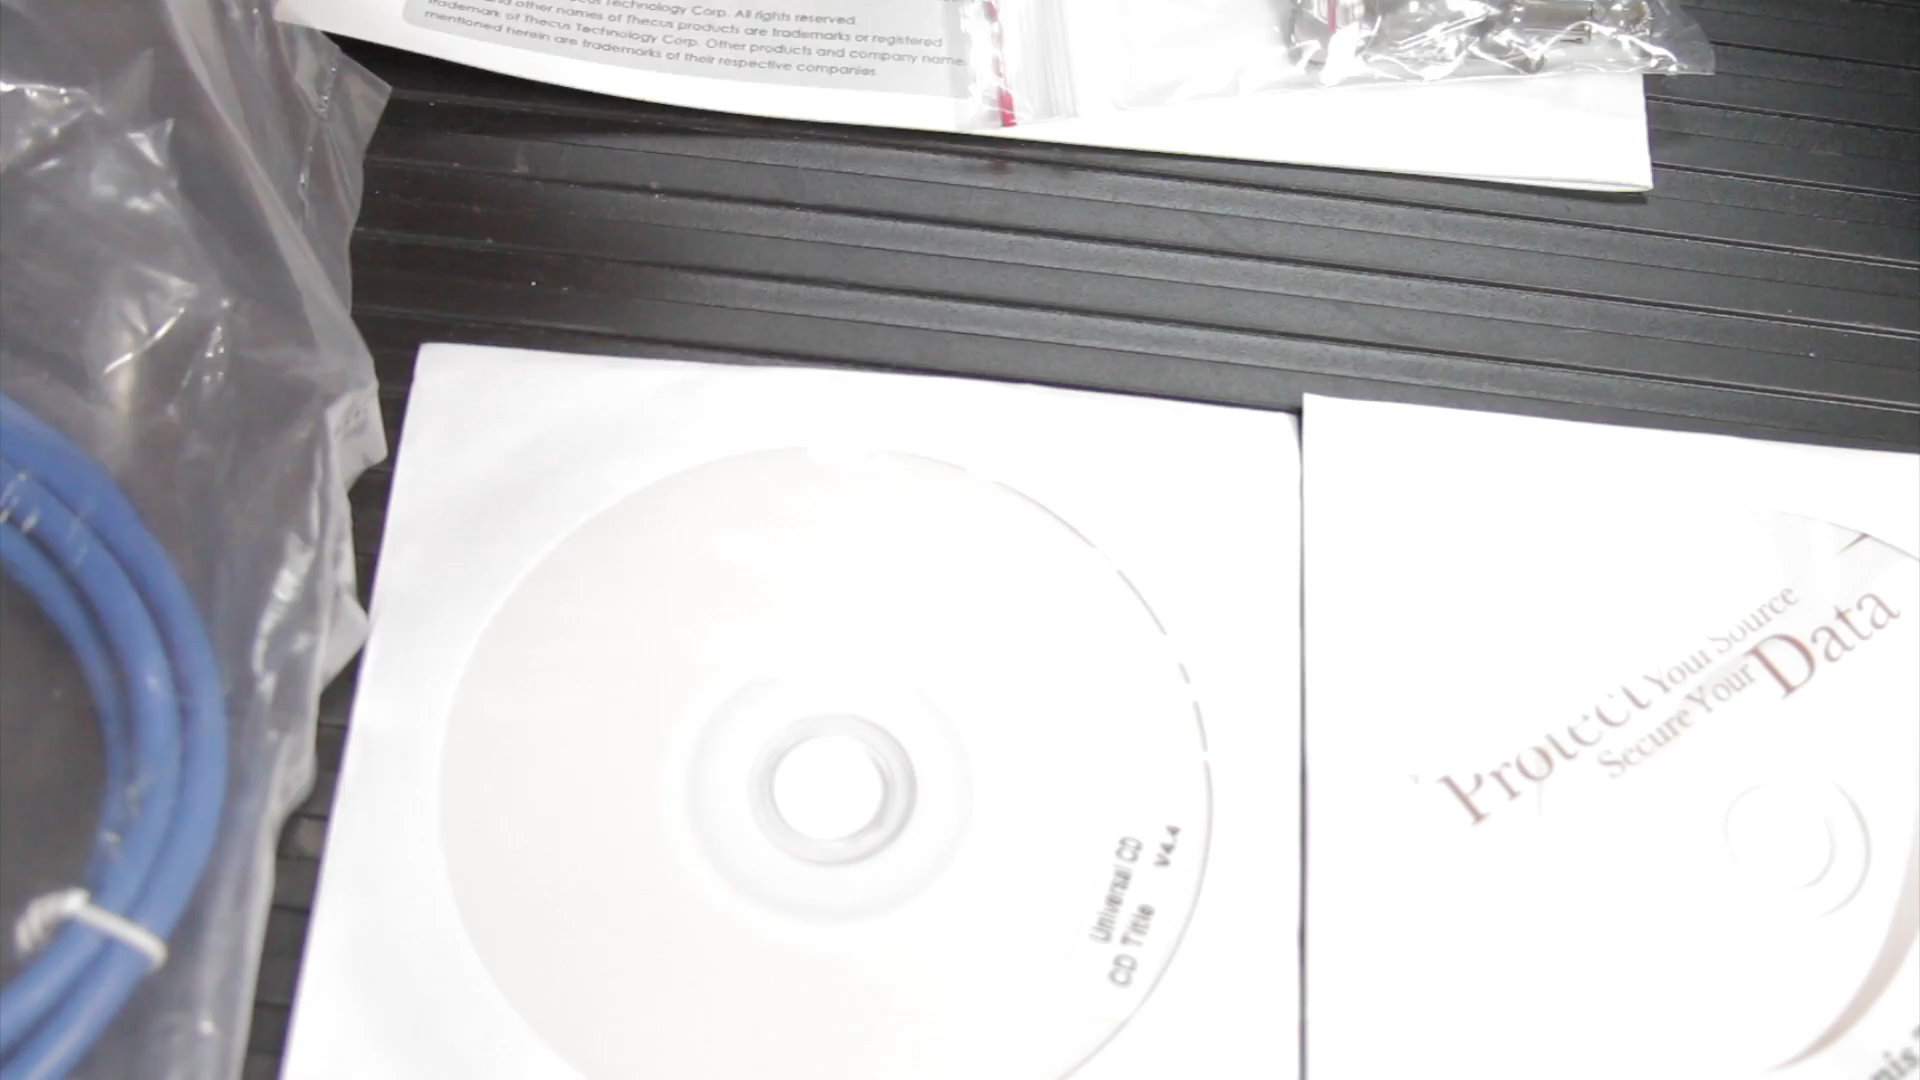 Technology Corp. All rights reserved.
and other names of Thecus products are trademarks or registered
trademark of Thecus Technology Corp. Other products and company name
mentioned herein are trademarks of their respective companies.
Universal CD
CD Title V4.4
Protect Your Source
Secure Your Data